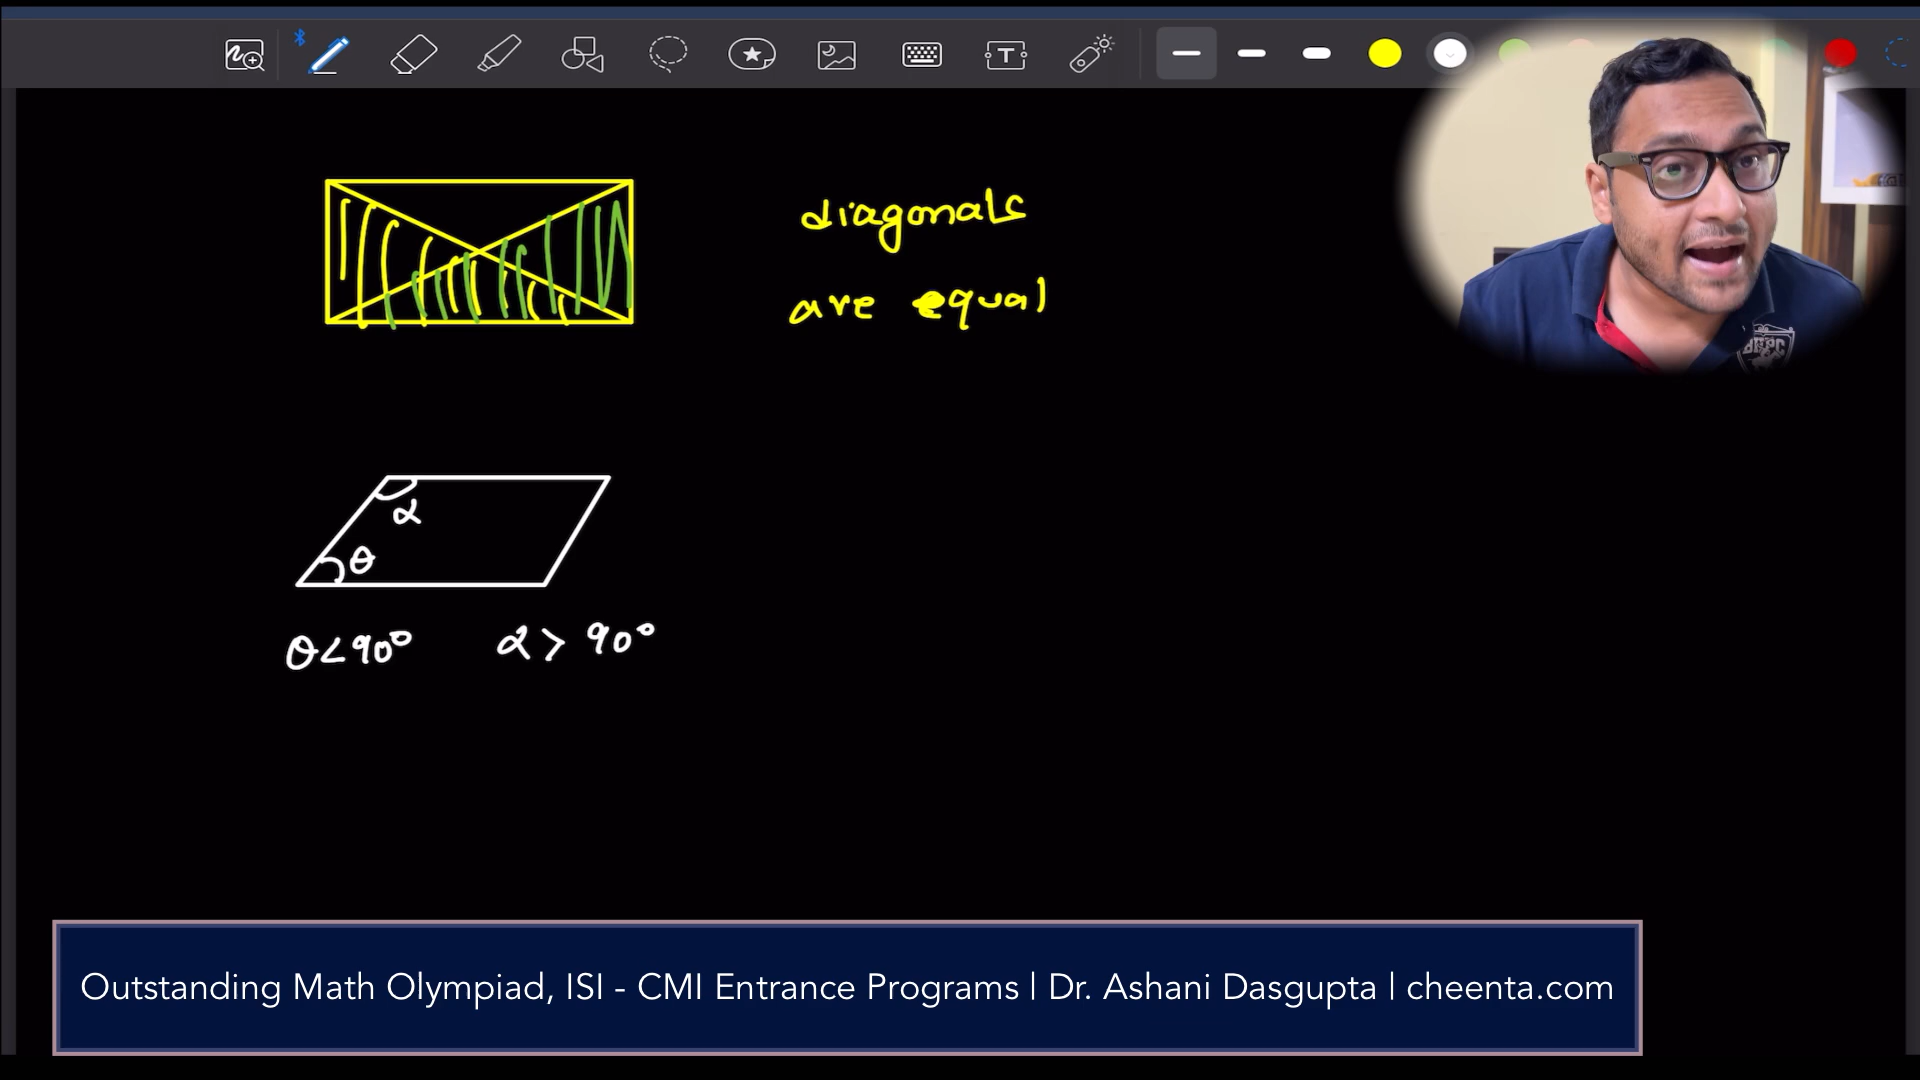 T
diagonals
are equal
α
θ
θ<90° α > 90°
Outstanding Math Olympiad, ISI - CMI Entrance Programs | Dr. Ashani Dasgupta | cheenta.com